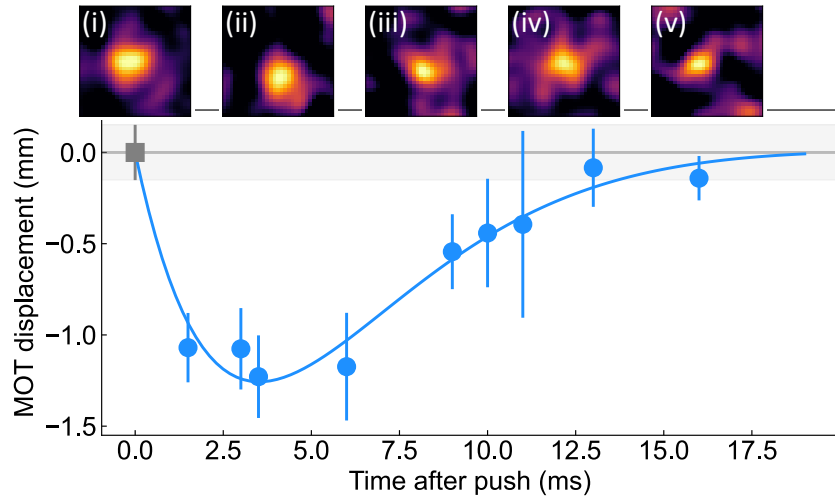 (i) (ii) (iii) (iv) (v)
0.0
−0.5
−1.0
−1.5
MOT displacement (mm)
0.0 2.5 5.0 7.5 10.0 12.5 15.0 17.5
Time after push (ms)